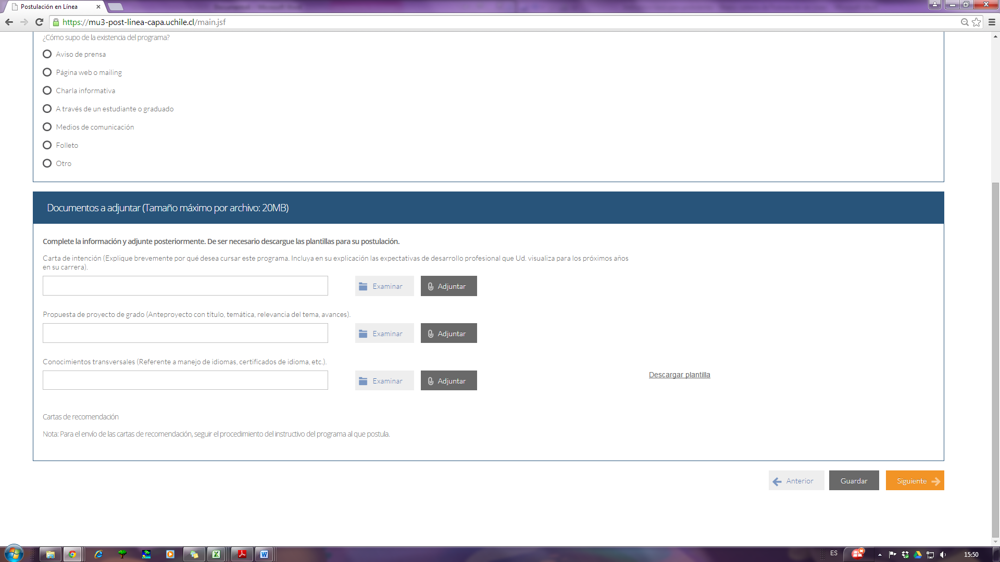 Postulación en Línea
https://mu3-post-linea-capa.uchile.cl/main.jsf
¿Cómo supo de la existencia del programa?
Aviso de prensa
Página web o mailing
Charla informativa
A través de un estudiante o graduado
Medios de comunicación
Folleto
Otro
Documentos a adjuntar (Tamaño máximo por archivo: 20MB)
Complete la información y adjunte posteriormente. De ser necesario descargue las plantillas para su postulación.
Carta de intención (Explique brevemente por qué desea cursar este programa. Incluya en su explicación las expectativas de desarrollo profesional que Ud. visualiza para los próximos años
en su carrera).
Examinar Adjuntar
Propuesta de proyecto de grado (Anteproyecto con título, temática, relevancia del tema, avances).
Examinar Adjuntar
Conocimientos transversales (Referente a manejo de idiomas, certificados de idioma, etc.).
Examinar Adjuntar Descargar plantilla
Cartas de recomendación
Nota: Para el envío de las cartas de recomendación, seguir el procedimiento del instructivo del programa al que postula.
Anterior Guardar Siguiente
ES 15:50